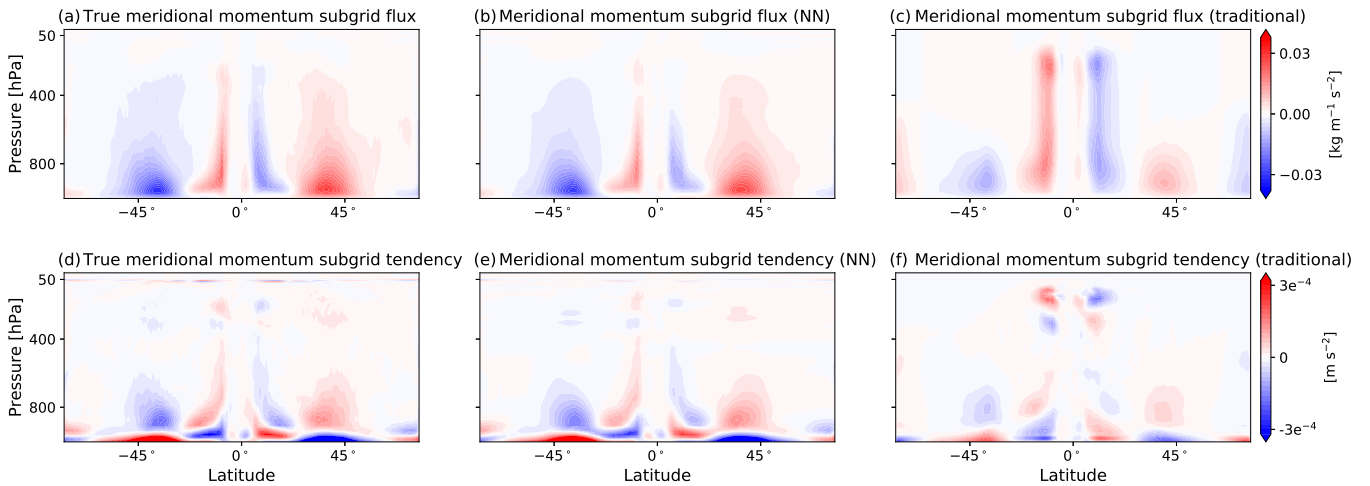 (a) True meridional momentum subgrid flux
(b) Meridional momentum subgrid flux (NN)
(c) Meridional momentum subgrid flux (traditional)
Pressure [hPa]
50
400
800
−45° 0° 45°
−45° 0° 45°
−45° 0° 45°
0.03
0.00
−0.03
[kg m⁻¹ s⁻²]
(d) True meridional momentum subgrid tendency
(e) Meridional momentum subgrid tendency (NN)
(f) Meridional momentum subgrid tendency (traditional)
Pressure [hPa]
50
400
800
−45° 0° 45°
−45° 0° 45°
−45° 0° 45°
Latitude
Latitude
Latitude
3e⁻⁴
0
-3e⁻⁴
[m s⁻²]